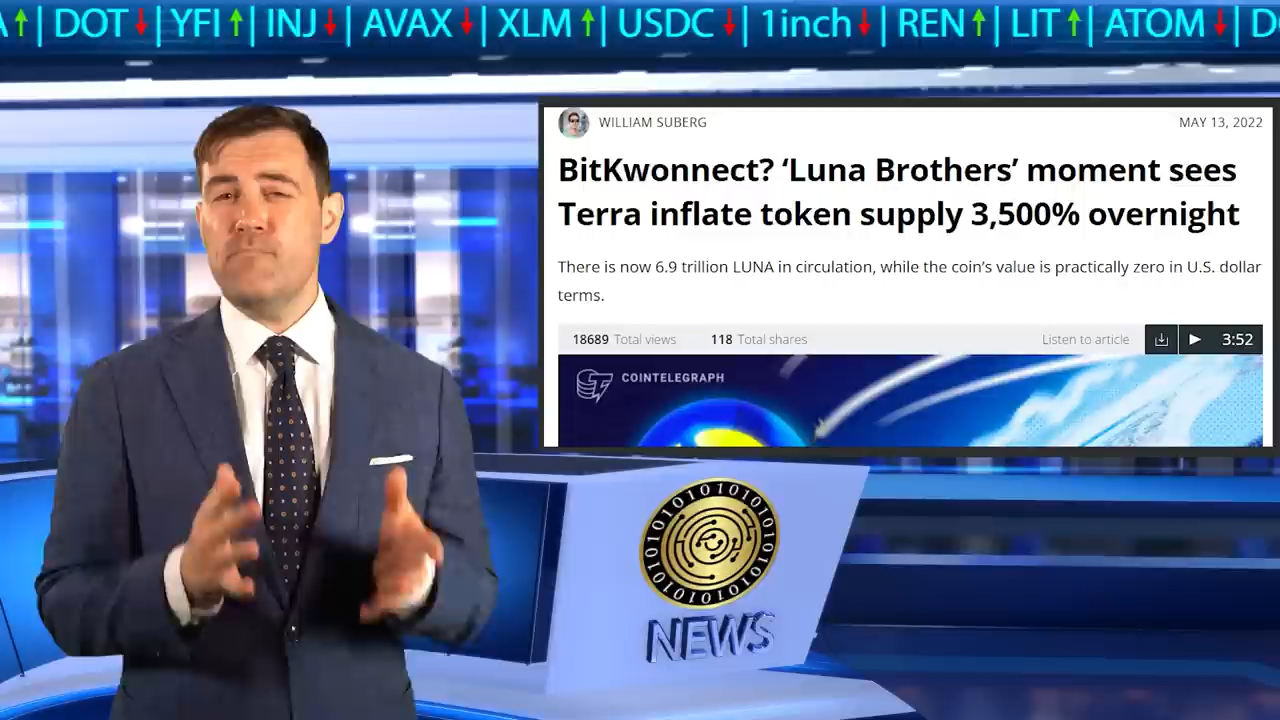 A↑| DOT↓| YFI↑| INJ↓| AVAX↓| XLM↑| USDC↓| 1inch↓| REN↑| LIT↑| ATOM↓| D
WILLIAM SUBERG MAY 13, 2022
BitKwonnect? ‘Luna Brothers’ moment sees
Terra inflate token supply 3,500% overnight
There is now 6.9 trillion LUNA in circulation, while the coin’s value is practically zero in U.S. dollar
terms.
18689 Total views 118 Total shares Listen to article 3:52
COINTELEGRAPH
NEWS